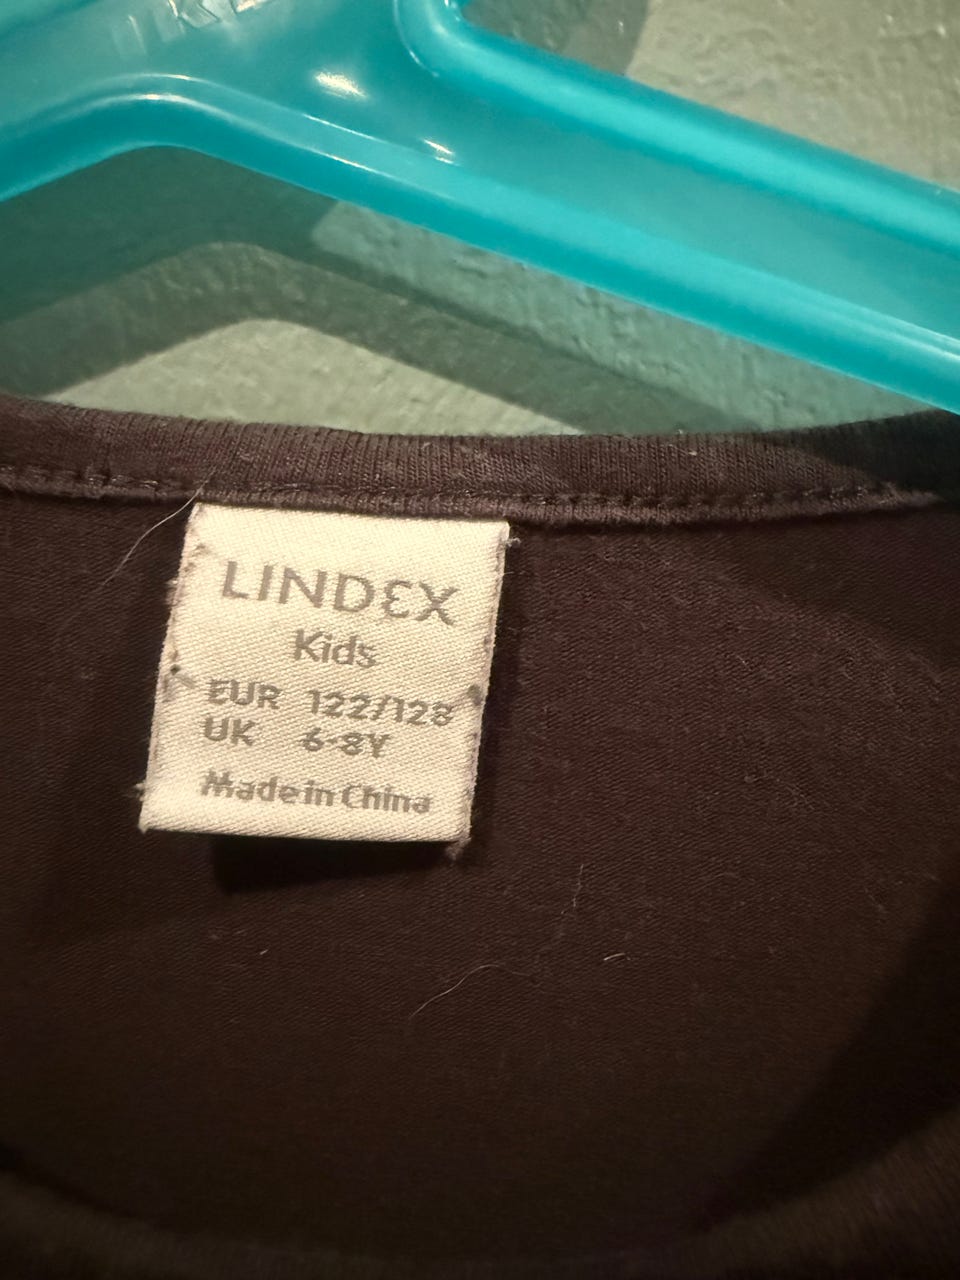 LINDEX
Kids
EUR 122/128
UK 6-8Y
Made in China